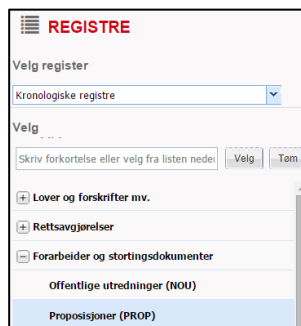 REGISTRE
Velg register
Kronologiske registre
Velg
Skriv forkortelse eller velg fra listen neder
Velg
Tøm
Lover og forskrifter mv.
Rettsavgjørelser
Forarbeider og stortingsdokumenter
Offentlige utredninger (NOU)
Proposisjoner (PROP)